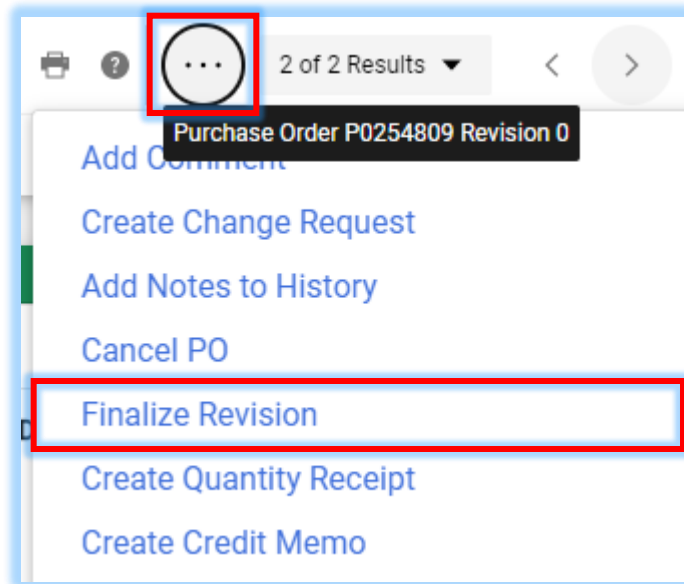 2 of 2 Results
Purchase Order P0254809 Revision 0
Add Comment
Create Change Request
Add Notes to History
Cancel PO
Finalize Revision
Create Quantity Receipt
Create Credit Memo